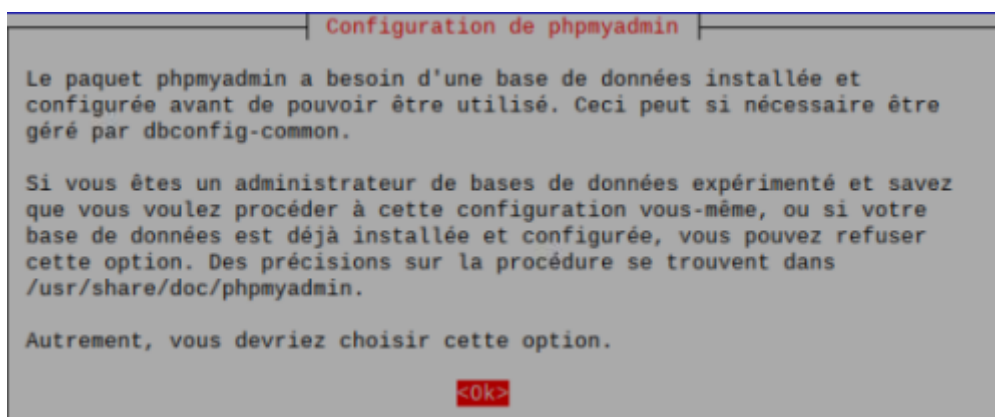 Configuration de phpmyadmin
Le paquet phpmyadmin a besoin d'une base de données installée et
configurée avant de pouvoir être utilisé. Ceci peut si nécessaire être
géré par dbconfig-common.
Si vous êtes un administrateur de bases de données expérimenté et savez
que vous voulez procéder à cette configuration vous-même, ou si votre
base de données est déjà installée et configurée, vous pouvez refuser
cette option. Des précisions sur la procédure se trouvent dans
/usr/share/doc/phpmyadmin.
Autrement, vous devriez choisir cette option.
<Ok>